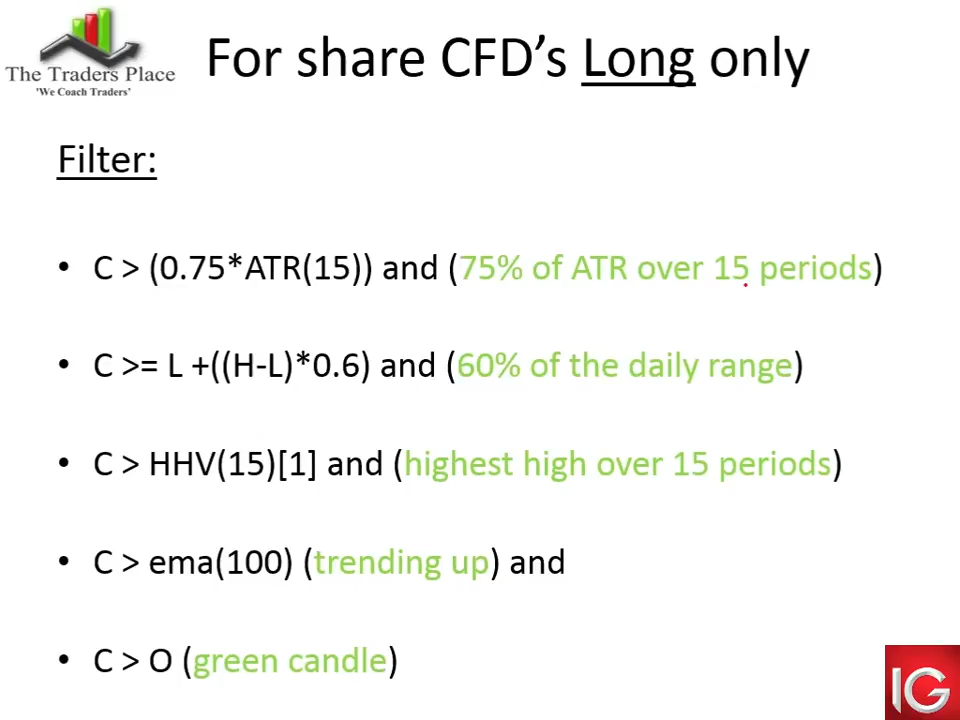 The Traders Place
'We Coach Traders'
For share CFD's Long only
Filter:
• C > (0.75*ATR(15)) and (75% of ATR over 15 periods)
• C >= L +((H-L)*0.6) and (60% of the daily range)
• C > HHV(15)[1] and (highest high over 15 periods)
• C > ema(100) (trending up) and
• C > O (green candle)
IG